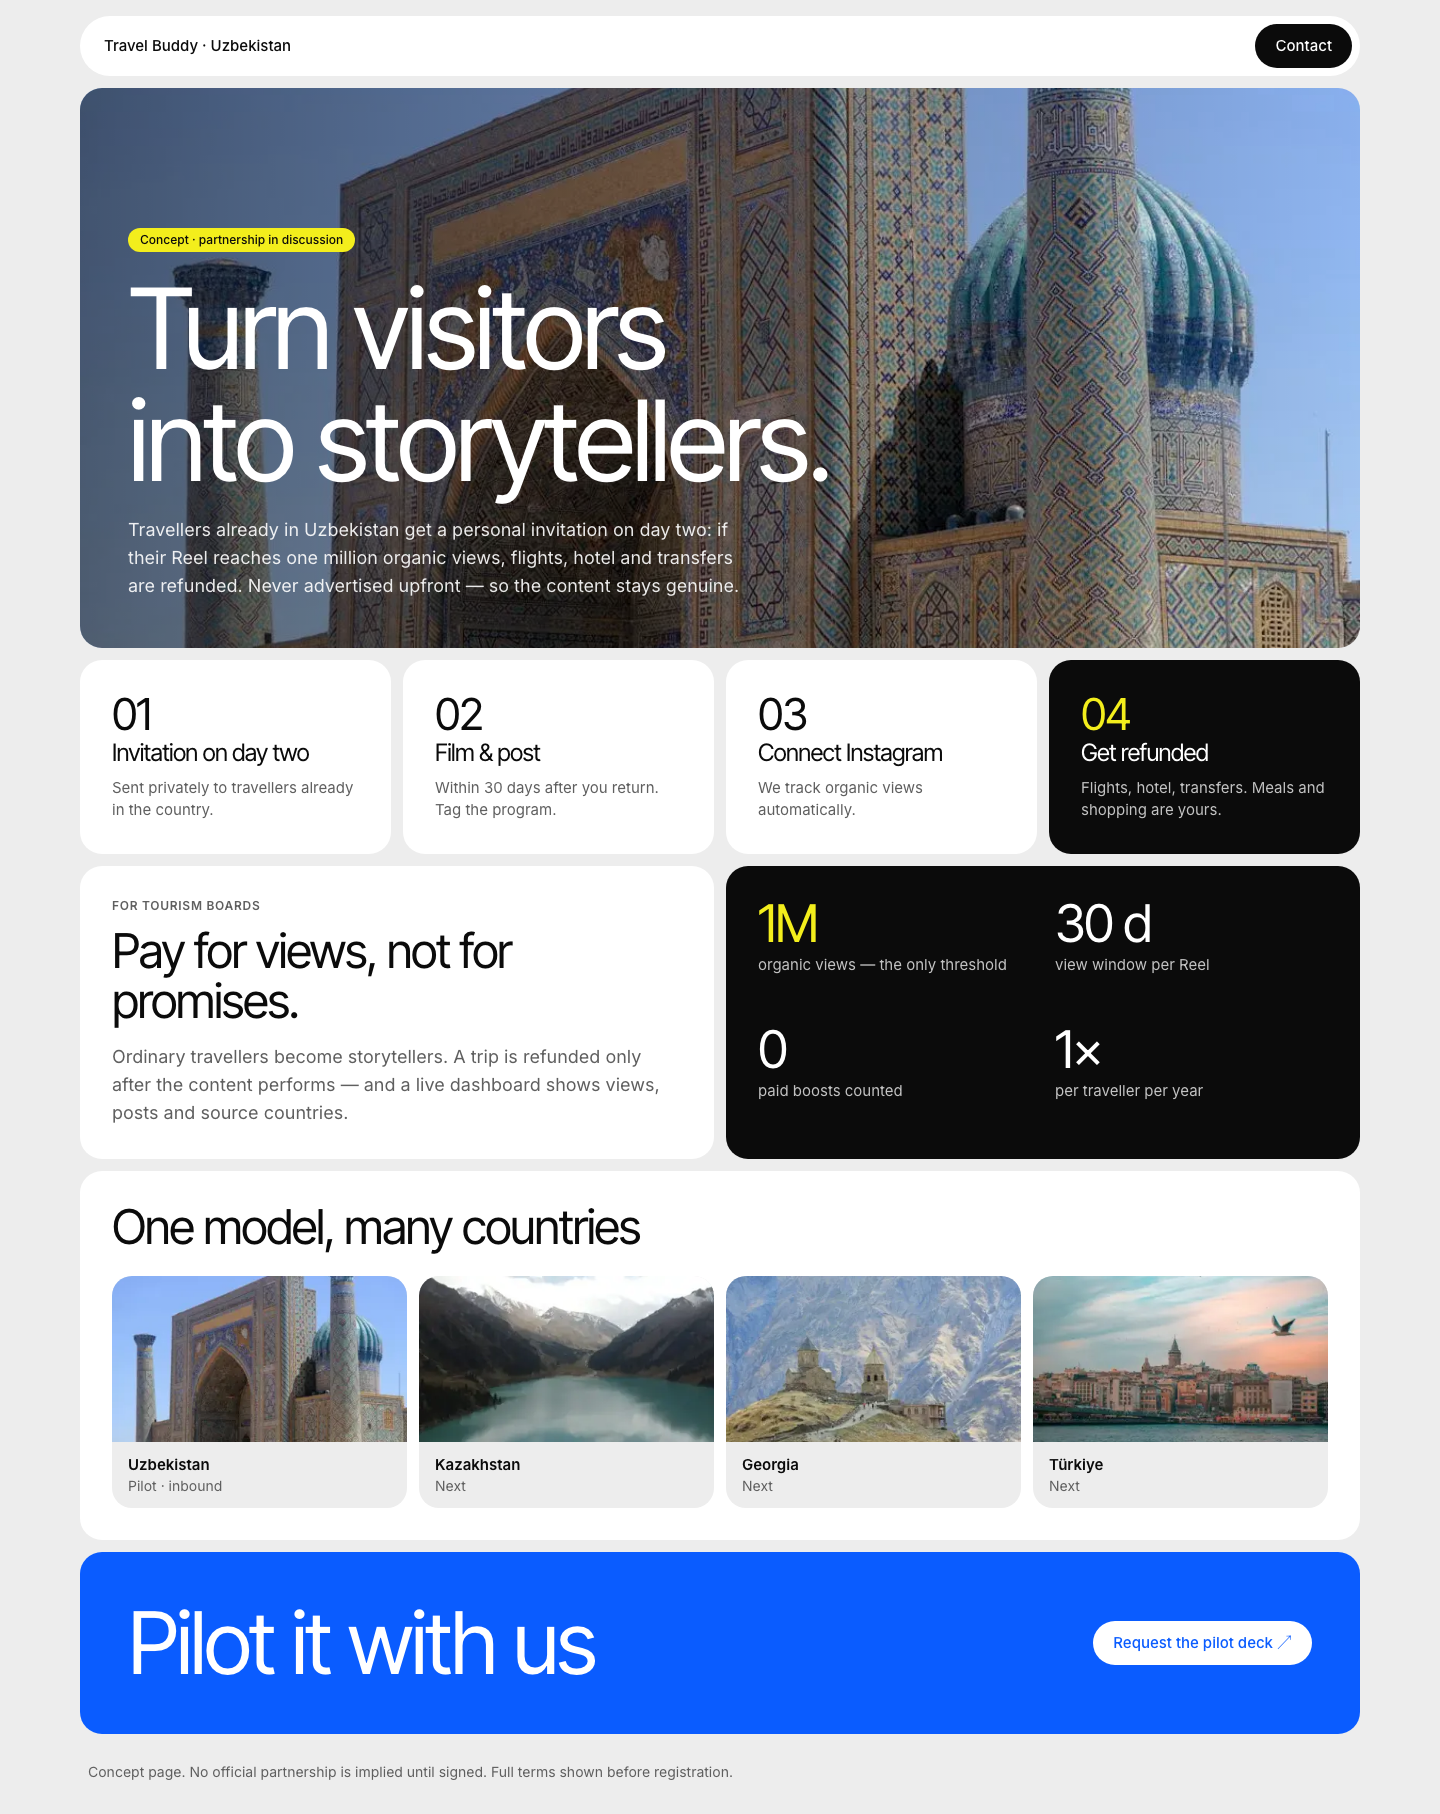 Travel Buddy · Uzbekistan
Contact
Concept · partnership in discussion
Turn visitors
into storytellers.
Travellers already in Uzbekistan get a personal invitation on day two: if
their Reel reaches one million organic views, flights, hotel and transfers
are refunded. Never advertised upfront — so the content stays genuine.
01
Invitation on day two
Sent privately to travellers already
in the country.
02
Film & post
Within 30 days after you return.
Tag the program.
03
Connect Instagram
We track organic views
automatically.
04
Get refunded
Flights, hotel, transfers. Meals and
shopping are yours.
FOR TOURISM BOARDS
Pay for views, not for
promises.
Ordinary travellers become storytellers. A trip is refunded only
after the content performs — and a live dashboard shows views,
posts and source countries.
1M
organic views — the only threshold
30 d
view window per Reel
0
paid boosts counted
1×
per traveller per year
One model, many countries
Uzbekistan
Pilot · inbound
Kazakhstan
Next
Georgia
Next
Türkiye
Next
Pilot it with us
Request the pilot deck ↗
Concept page. No official partnership is implied until signed. Full terms shown before registration.